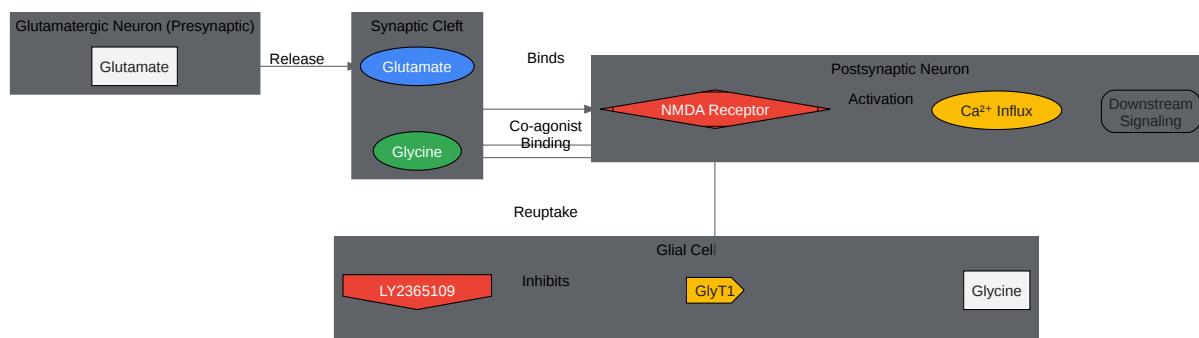 Glutamatergic Neuron (Presynaptic)
Glutamate
Release
Synaptic Cleft
Glutamate
Glycine
Binds
Co-agonist
Binding
Postsynaptic Neuron
NMDA Receptor
Activation
Ca²⁺ Influx
Downstream
Signaling
Reuptake
Glial Cell
LY2365109
Inhibits
GlyT1
Glycine